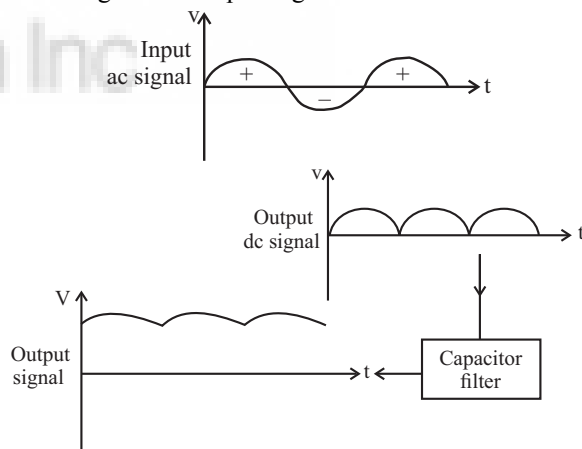 v
Input
ac signal
+
−
+
t
v
Output
dc signal
t
V
Output
signal
t
Capacitor
filter